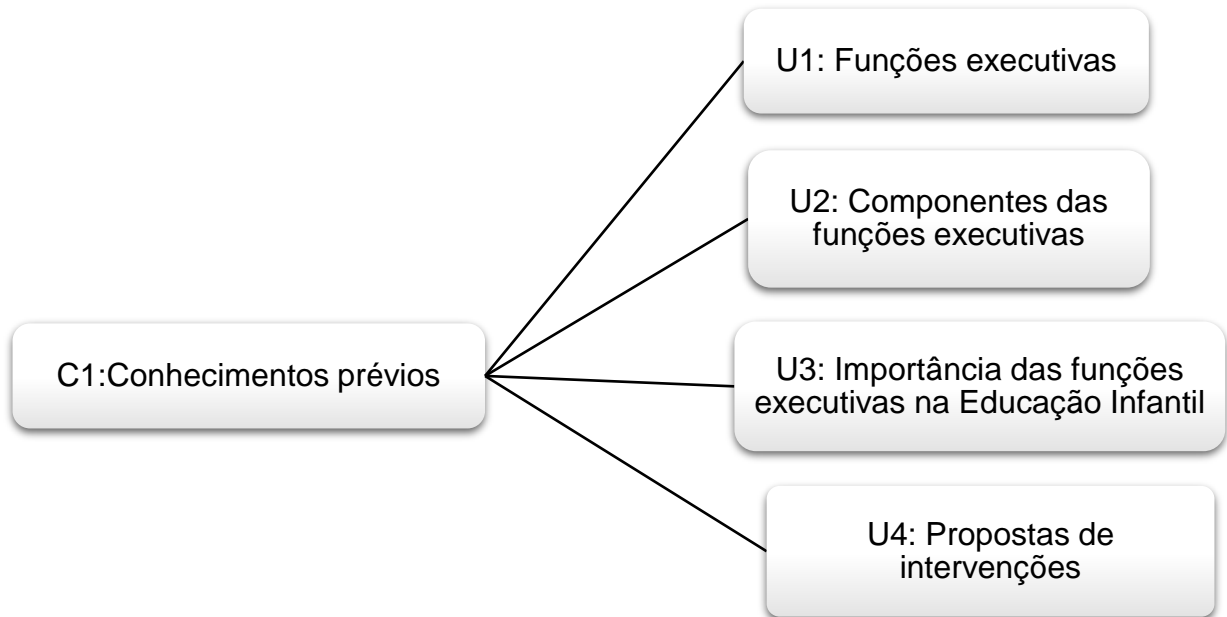 U1: Funções executivas
U2: Componentes das
funções executivas
C1:Conhecimentos prévios
U3: Importância das funções
executivas na Educação Infantil
U4: Propostas de
intervenções